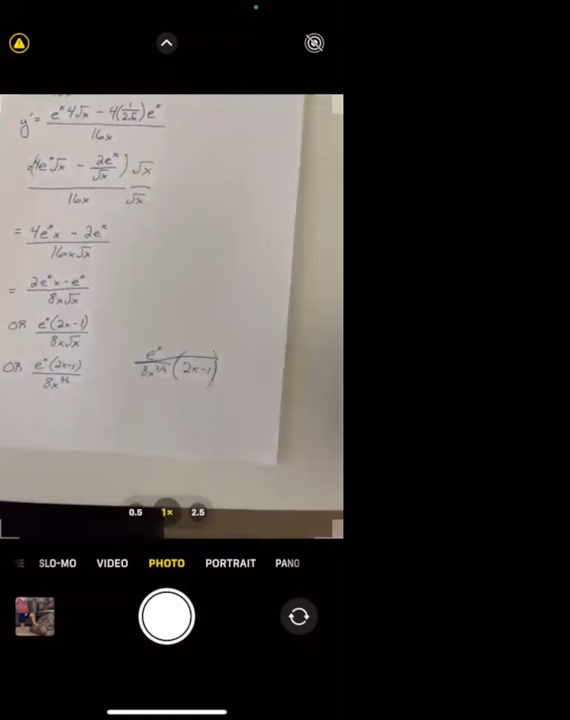 y' = (e^x 4√x − 4(1/(2√x))e^x) / 16x
(4e^x√x − 2e^x/√x) / 16x · √x/√x
= (4e^x x − 2e^x) / 16x√x
= (2e^x x − e^x) / 8x√x
OR e^x(2x−1) / 8x√x
OR e^x(2x−1) / 8x^(3/2)
e^x / 8x^(3/2) (2x−1)
0.5 1× 2.5
SLO-MO VIDEO PHOTO PORTRAIT PANO